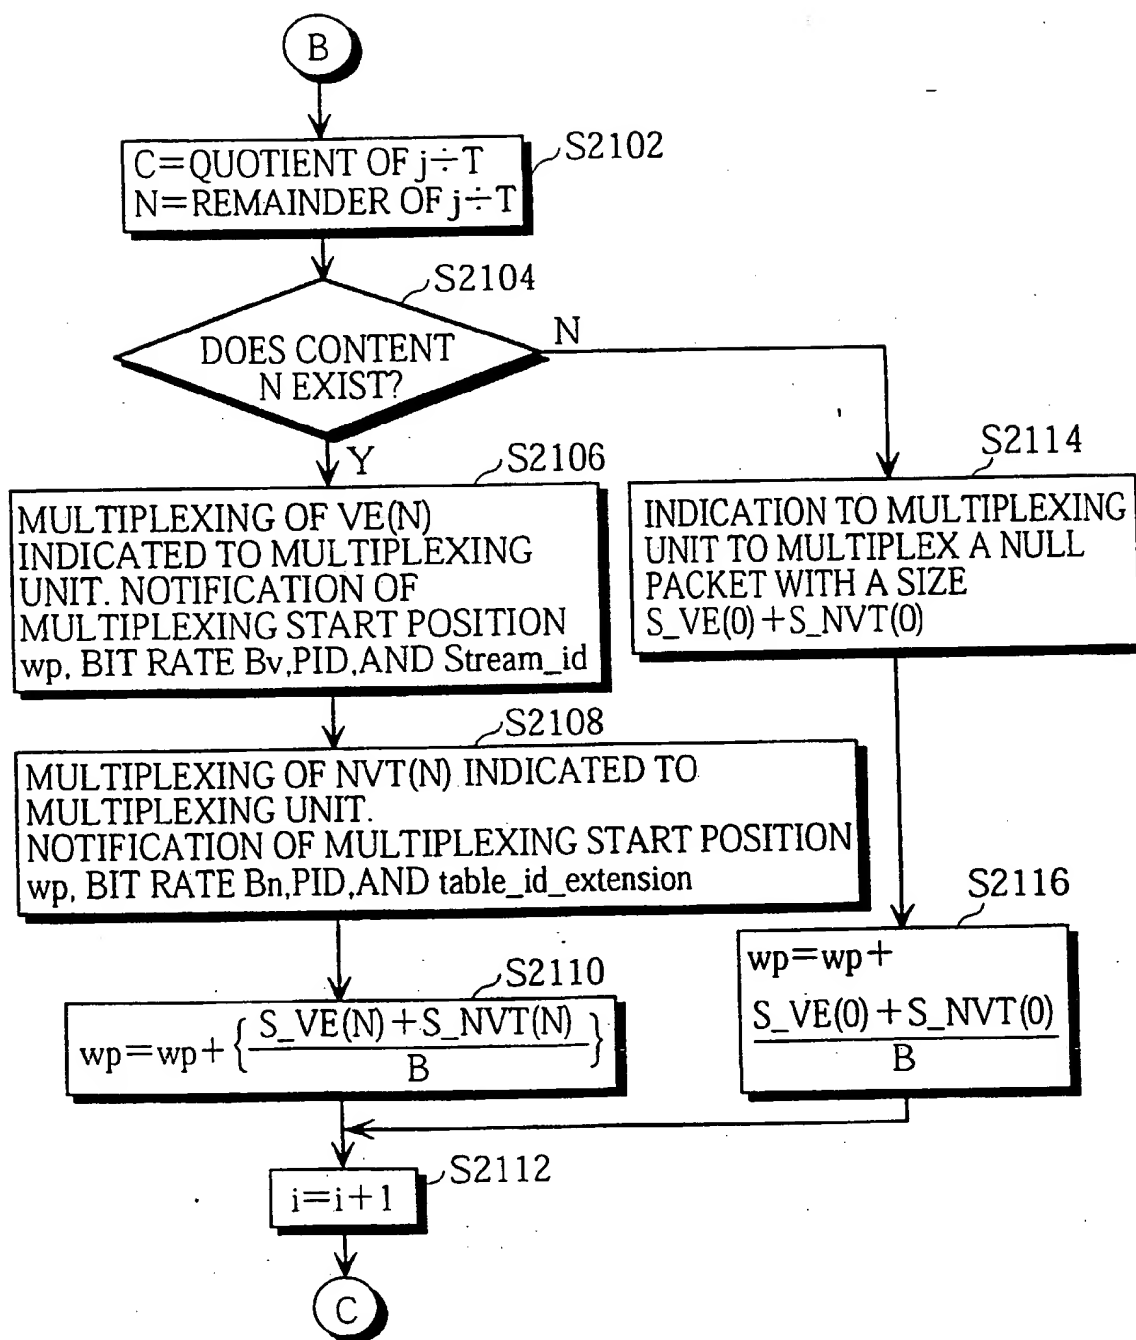 B
C=QUOTIENT OF j÷T
N=REMAINDER OF j÷T
S2102
S2104
DOES CONTENT
N EXIST?
N
Y
S2106
MULTIPLEXING OF VE(N)
INDICATED TO MULTIPLEXING
UNIT. NOTIFICATION OF
MULTIPLEXING START POSITION
wp, BIT RATE Bv,PID,AND Stream_id
S2114
INDICATION TO MULTIPLEXING
UNIT TO MULTIPLEX A NULL
PACKET WITH A SIZE
S_VE(0)+S_NVT(0)
S2108
MULTIPLEXING OF NVT(N) INDICATED TO
MULTIPLEXING UNIT.
NOTIFICATION OF MULTIPLEXING START POSITION
wp, BIT RATE Bn,PID,AND table_id_extension
S2116
wp=wp+
S_VE(0)+S_NVT(0)
B
S2110
wp=wp+{S_VE(N)+S_NVT(N)}
B
S2112
i=i+1
C